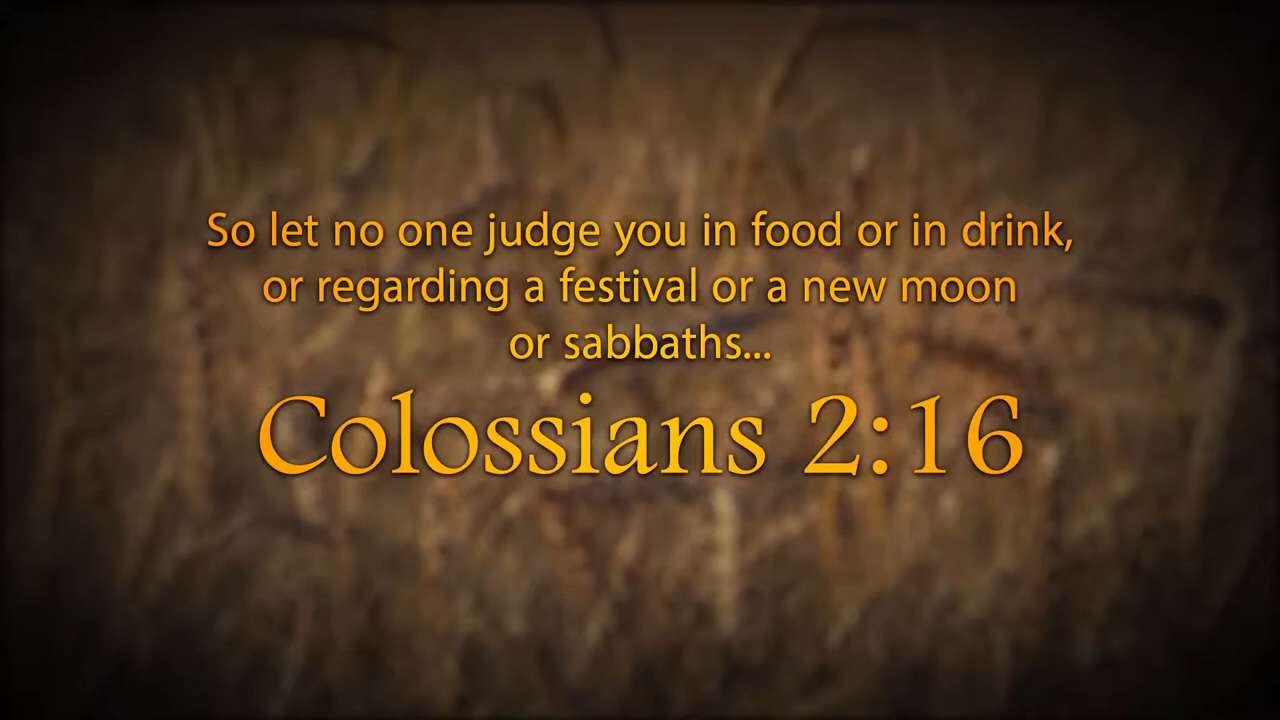 So let no one judge you in food or in drink,
or regarding a festival or a new moon
or sabbaths...
Colossians 2:16